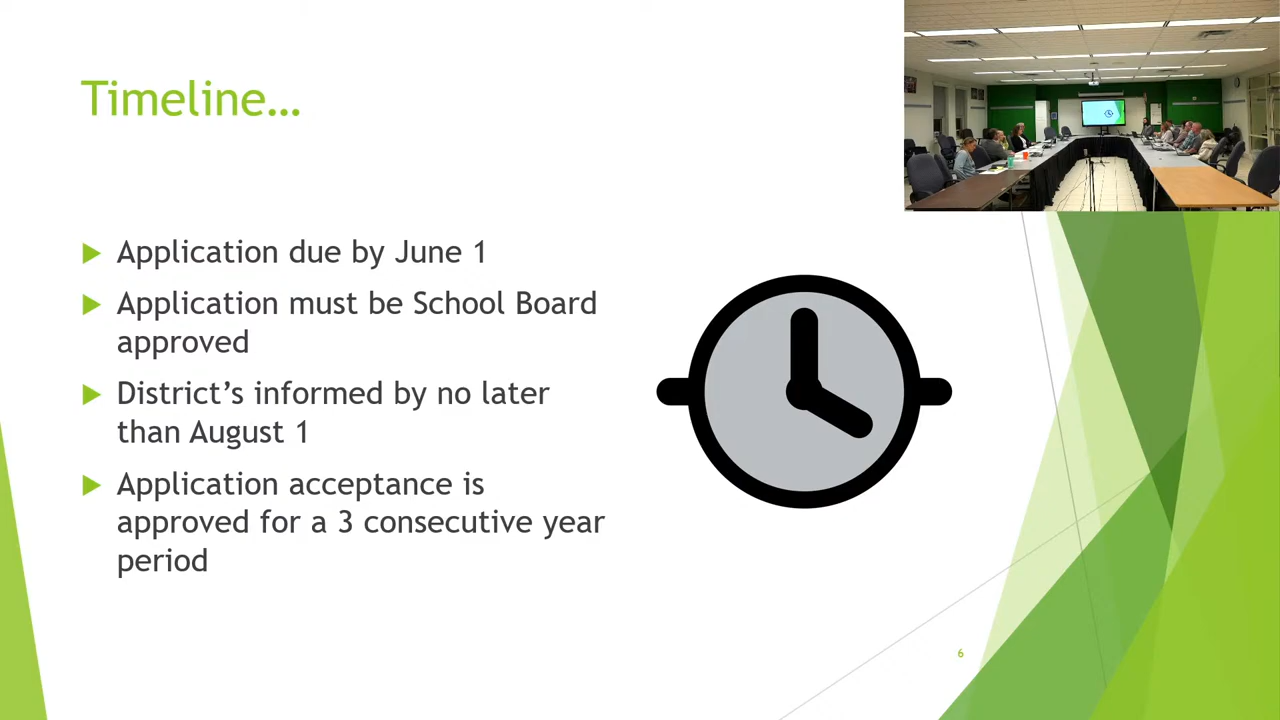 Timeline…
Application due by June 1
Application must be School Board
approved
District's informed by no later
than August 1
Application acceptance is
approved for a 3 consecutive year
period
6